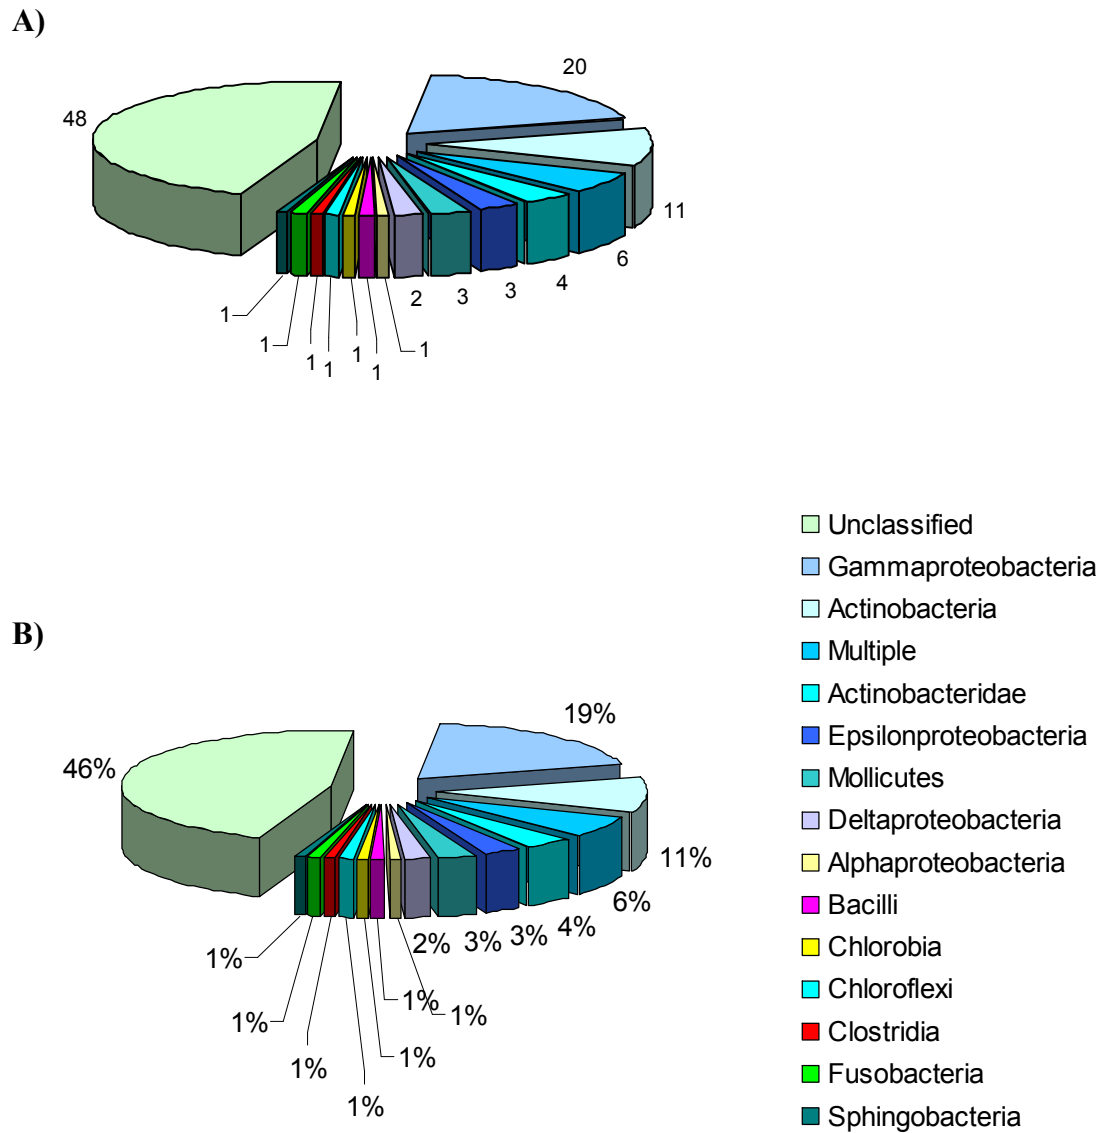 A)
20
48
11
6
4
3
3
2
1
1
1
1
1
1
1
Unclassified
Gammaproteobacteria
Actinobacteria
Multiple
Actinobacteridae
Epsilonproteobacteria
Mollicutes
Deltaproteobacteria
Alphaproteobacteria
Bacilli
Chlorobia
Chloroflexi
Clostridia
Fusobacteria
Sphingobacteria
B)
19%
46%
11%
6%
4%
3%
3%
2%
1%
1%
1%
1%
1%
1%
1%